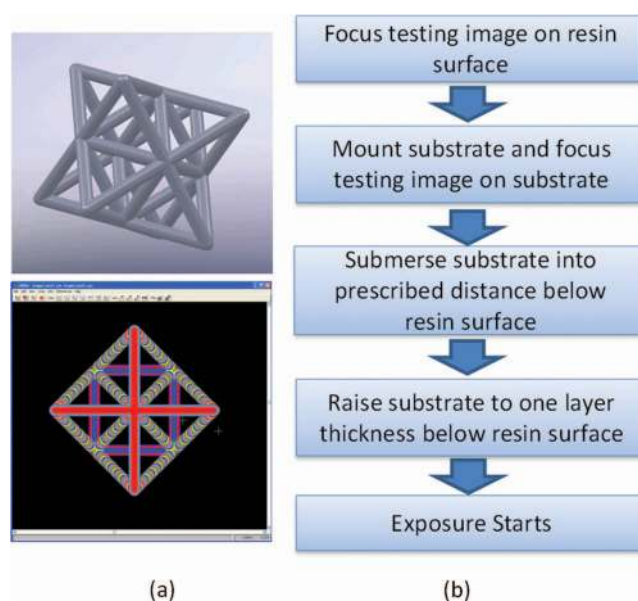 Focus testing image on resin
surface
Mount substrate and focus
testing image on substrate
Submerse substrate into
prescribed distance below
resin surface
Raise substrate to one layer
thickness below resin surface
Exposure Starts
(a)
(b)